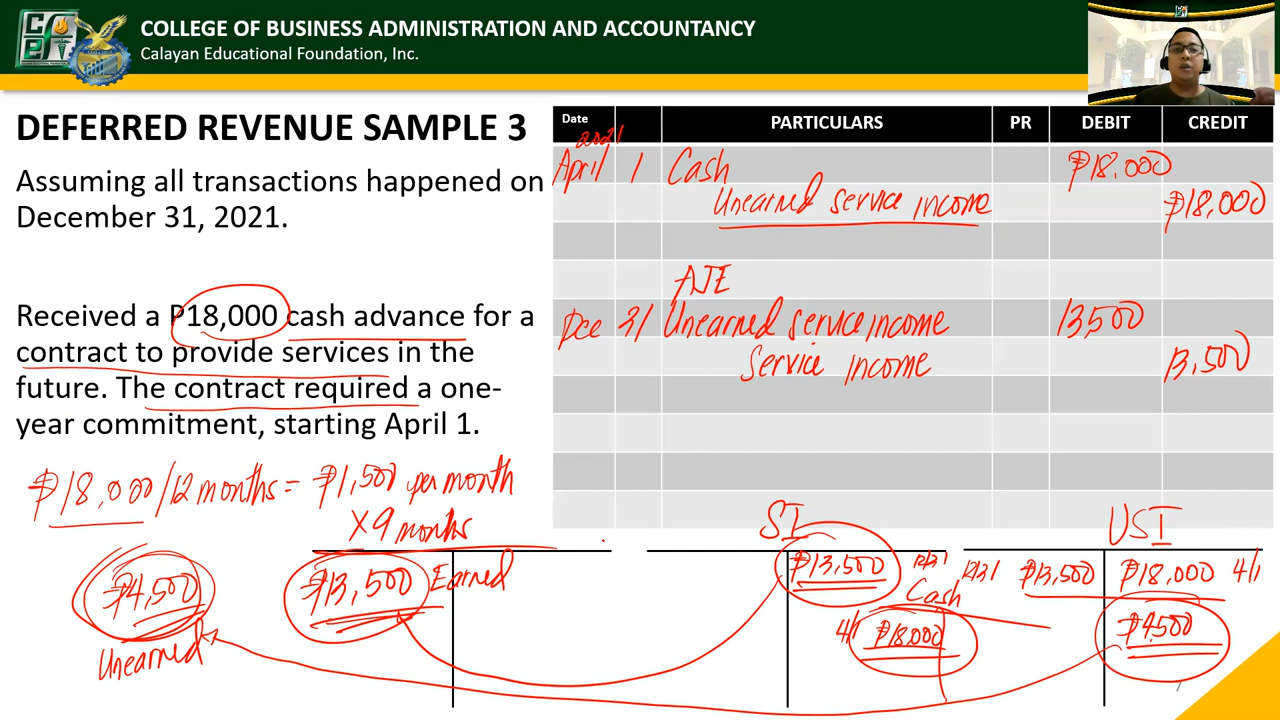 COLLEGE OF BUSINESS ADMINISTRATION AND ACCOUNTANCY
Calayan Educational Foundation, Inc.
DEFERRED REVENUE SAMPLE 3
Assuming all transactions happened on
December 31, 2021.
Received a P18,000 cash advance for a
contract to provide services in the
future. The contract required a one-
year commitment, starting April 1.
₱18,000/12 months = ₱1,500 per month
X 9 months
₱4,500
Unearned
₱13,500 Earned
Date PARTICULARS PR DEBIT CREDIT
2021
April 1 Cash ₱18,000
Unearned service income ₱18,000
AJE
Dec 31 Unearned service income 13,500
Service income 13,500
SI
₱13,500 12/31
Cash
4/1 ₱18,000
USI
12/31 ₱13,500 ₱18,000 4/1
₱4,500